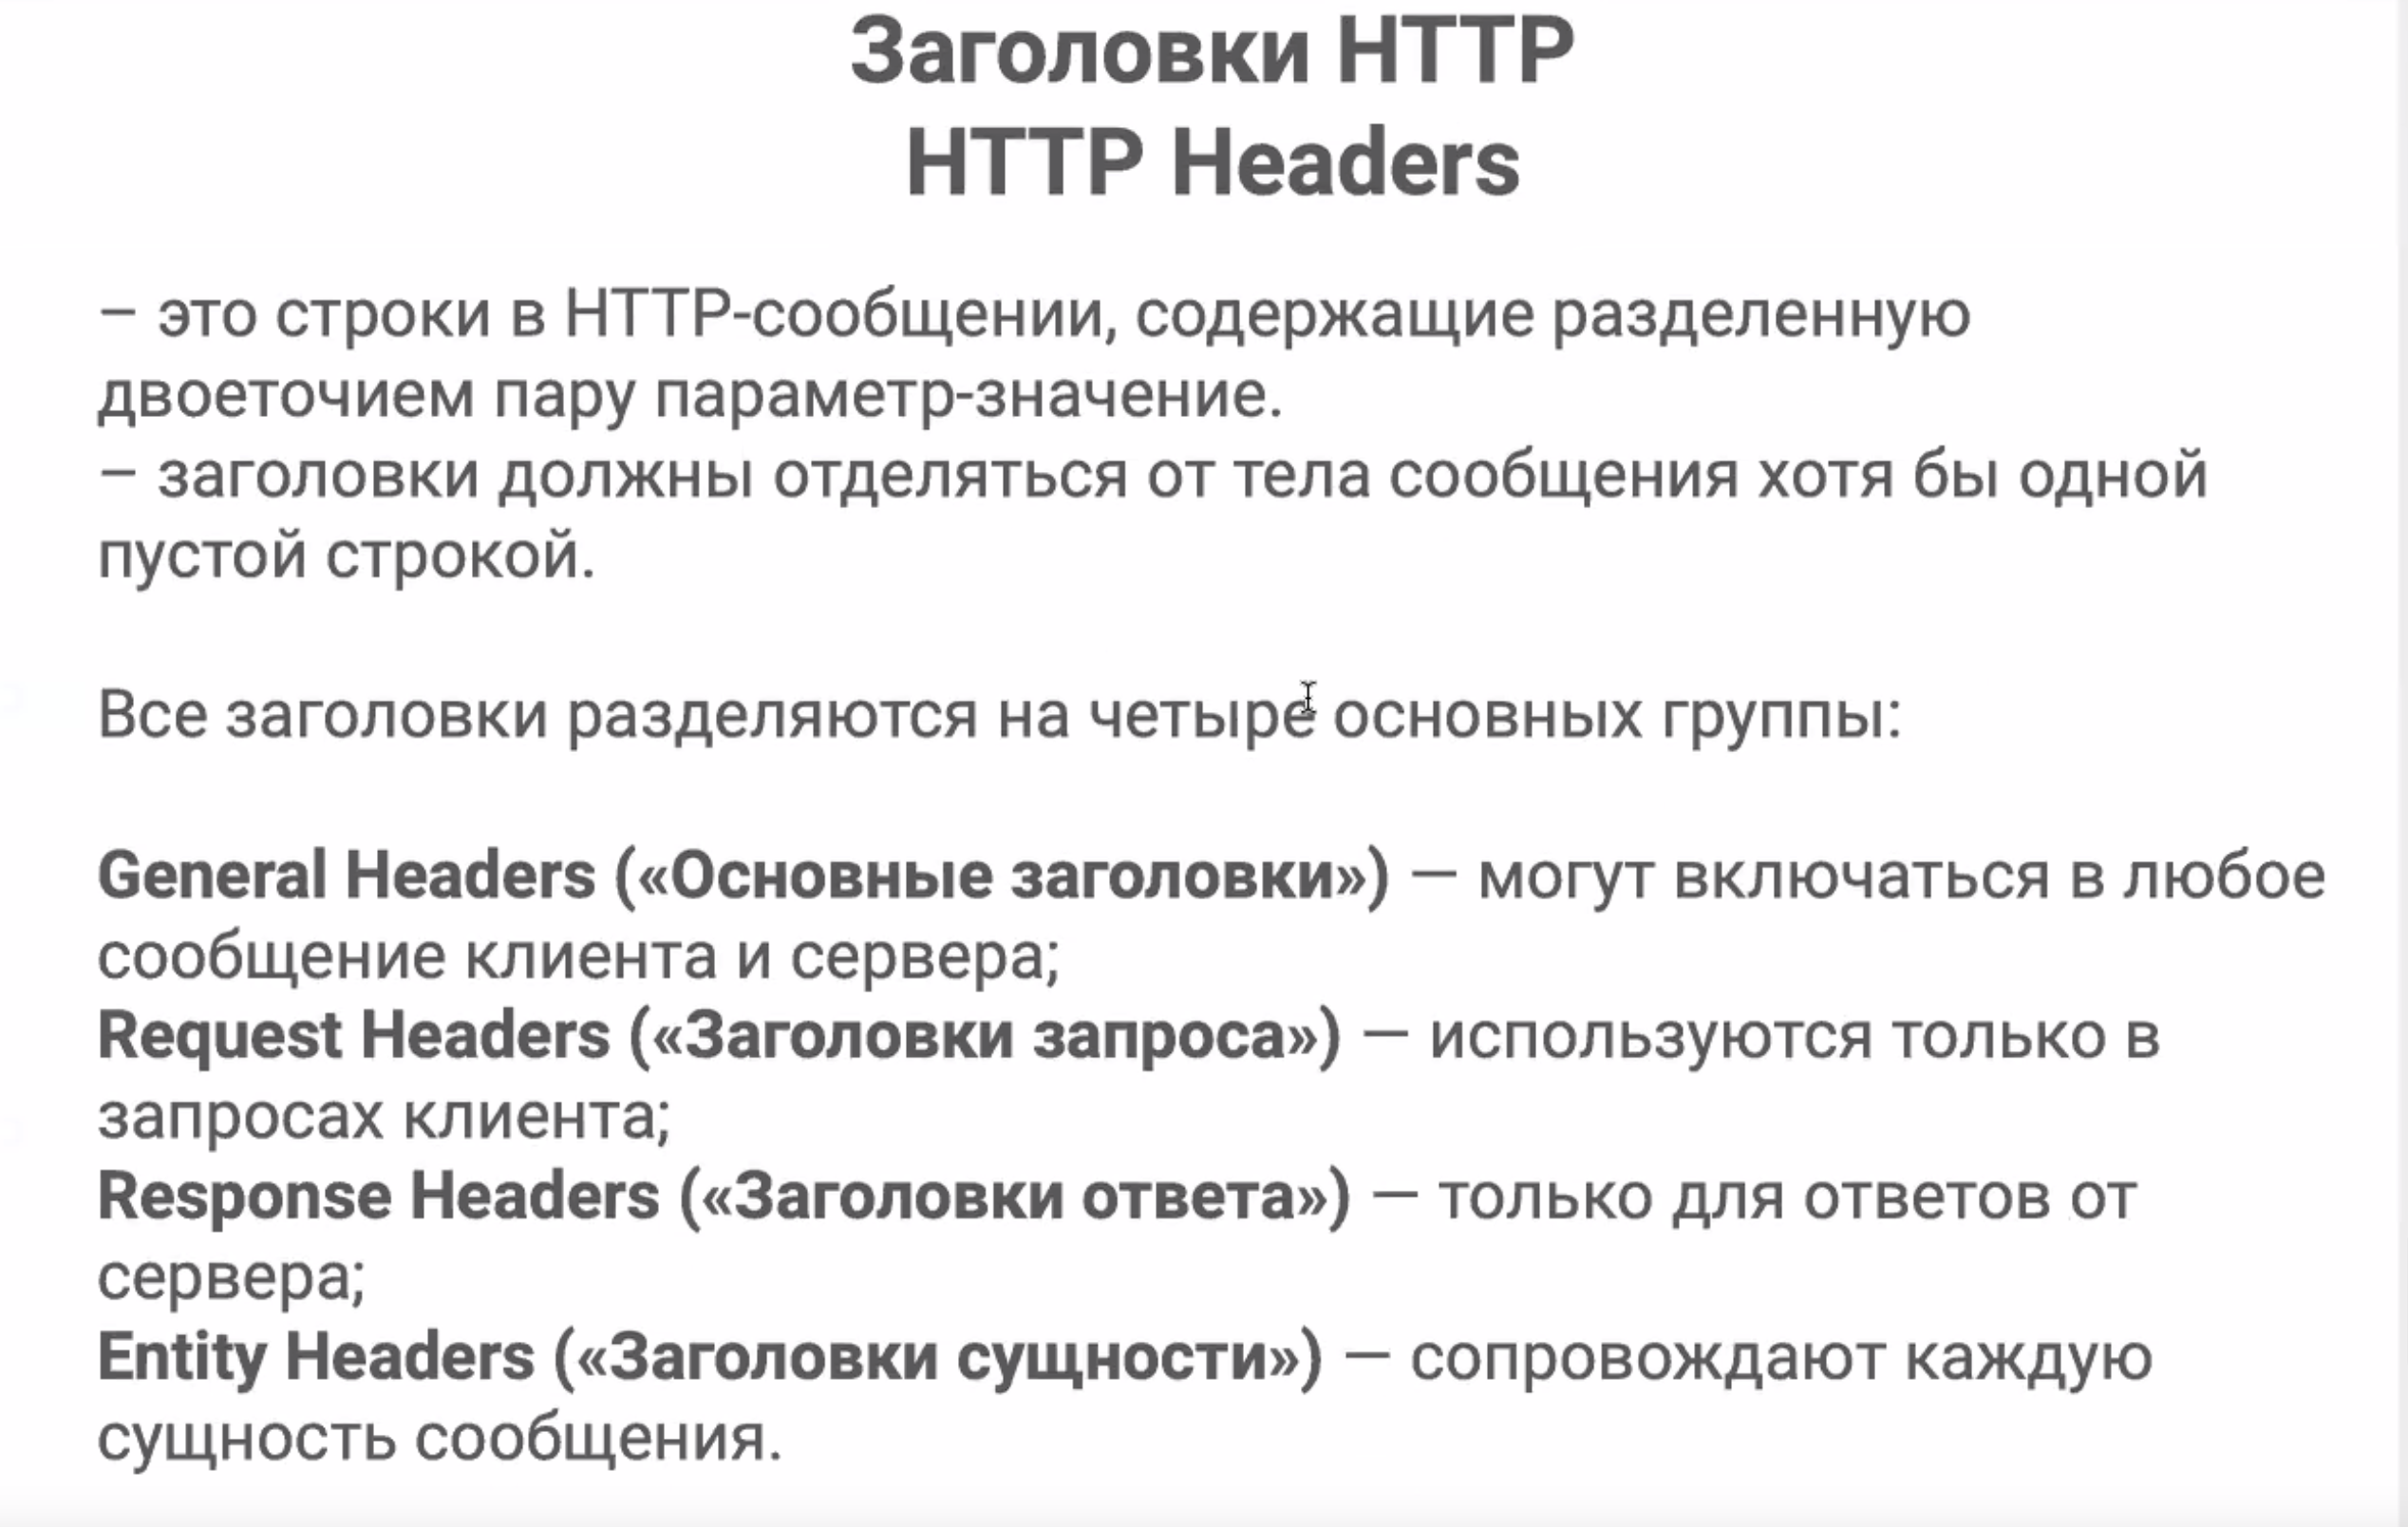 Заголовки HTTP
HTTP Headers
– это строки в HTTP-сообщении, содержащие разделенную
двоеточием пару параметр-значение.
– заголовки должны отделяться от тела сообщения хотя бы одной
пустой строкой.
Все заголовки разделяются на четыре основных группы:
General Headers («Основные заголовки») — могут включаться в любое
сообщение клиента и сервера;
Request Headers («Заголовки запроса») — используются только в
запросах клиента;
Response Headers («Заголовки ответа») — только для ответов от
сервера;
Entity Headers («Заголовки сущности») — сопровождают каждую
сущность сообщения.